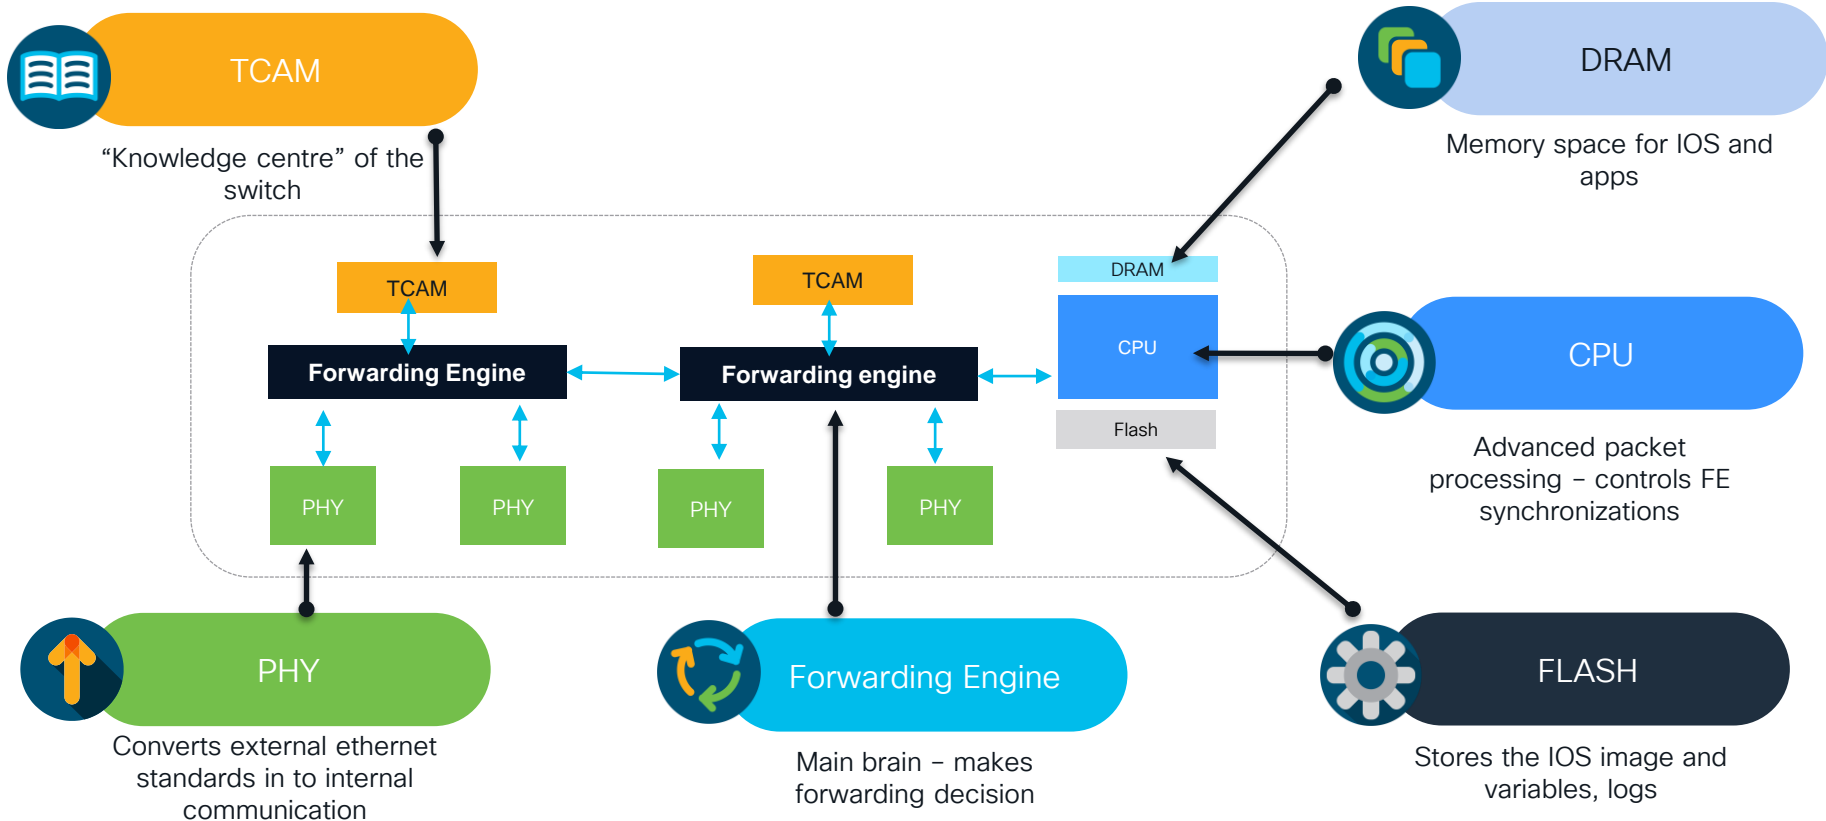 TCAM
“Knowledge centre” of the
switch
DRAM
Memory space for IOS and
apps
TCAM
TCAM
DRAM
Forwarding Engine
Forwarding engine
CPU
Flash
PHY
PHY
PHY
PHY
CPU
Advanced packet
processing – controls FE
synchronizations
PHY
Converts external ethernet
standards in to internal
communication
Forwarding Engine
Main brain – makes
forwarding decision
FLASH
Stores the IOS image and
variables, logs